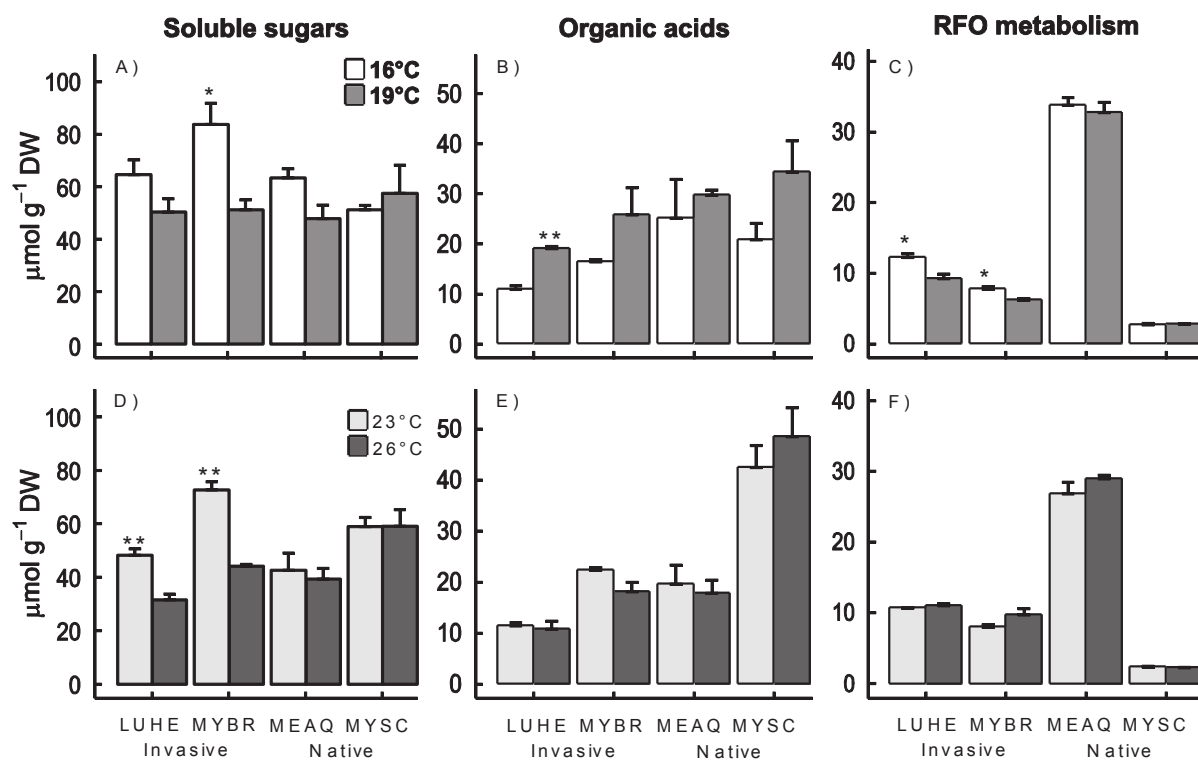 Soluble sugars
Organic acids
RFO metabolism
A )
16°C
19°C
*
100
80
60
40
20
0
µmol g⁻¹ DW
B )
**
50
40
30
20
10
0
C )
*
*
40
30
20
10
0
D )
23°C
26°C
**
**
100
80
60
40
20
0
µmol g⁻¹ DW
LUHE MYBR MEAQ MYSC
Invasive Native
E )
50
40
30
20
10
0
LUHE MYBR MEAQ MYSC
Invasive Native
F )
40
30
20
10
0
LUHE MYBR MEAQ MYSC
Invasive Native